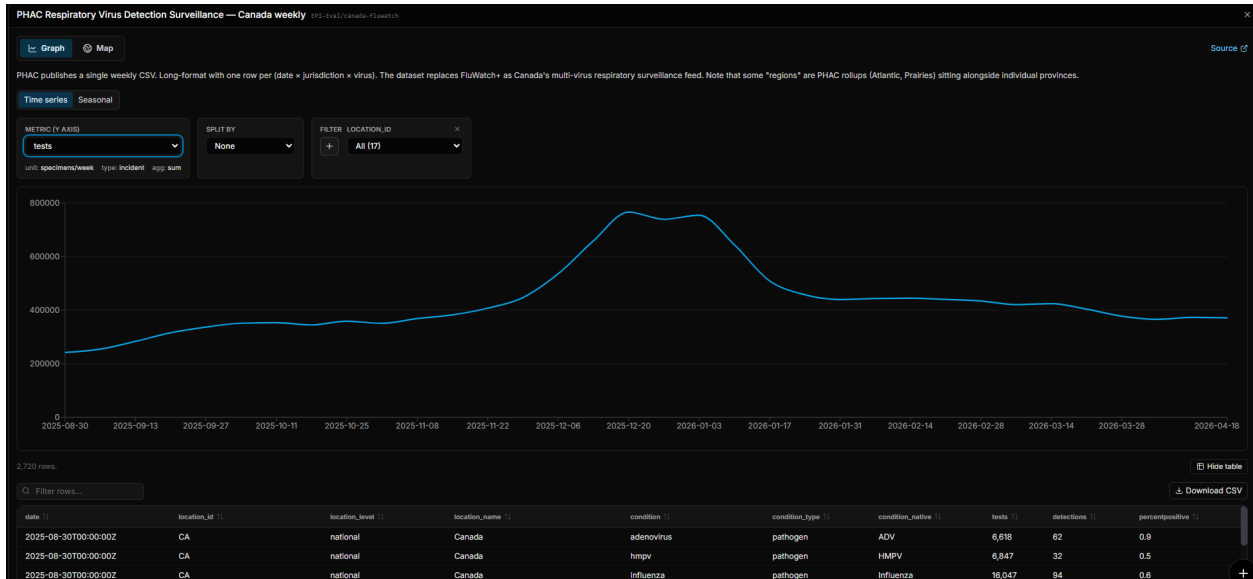 PHAC Respiratory Virus Detection Surveillance — Canada weekly EPI-Eval/canada-fluwatch ×
Graph Map Source
PHAC publishes a single weekly CSV. Long-format with one row per (date × jurisdiction × virus). The dataset replaces FluWatch+ as Canada's multi-virus respiratory surveillance feed. Note that some "regions" are PHAC rollups (Atlantic, Prairies) sitting alongside individual provinces.
Time series Seasonal
METRIC (Y AXIS) SPLIT BY FILTER LOCATION_ID ×
tests None + All (17)
unit: specimens/week type: incident agg: sum
800000
600000
400000
200000
0
2025-08-30 2025-09-13 2025-09-27 2025-10-11 2025-10-25 2025-11-08 2025-11-22 2025-12-06 2025-12-20 2026-01-03 2026-01-17 2026-01-31 2026-02-14 2026-02-28 2026-03-14 2026-03-28 2026-04-18
2,720 rows. Hide table
Filter rows... Download CSV
date location_id location_level location_name condition condition_type condition_native tests detections percentpositive
2025-08-30T00:00:00Z CA national Canada adenovirus pathogen ADV 6,618 62 0.9
2025-08-30T00:00:00Z CA national Canada hmpv pathogen HMPV 6,847 32 0.5
2025-08-30T00:00:00Z CA national Canada influenza pathogen Influenza 16,047 94 0.6 +